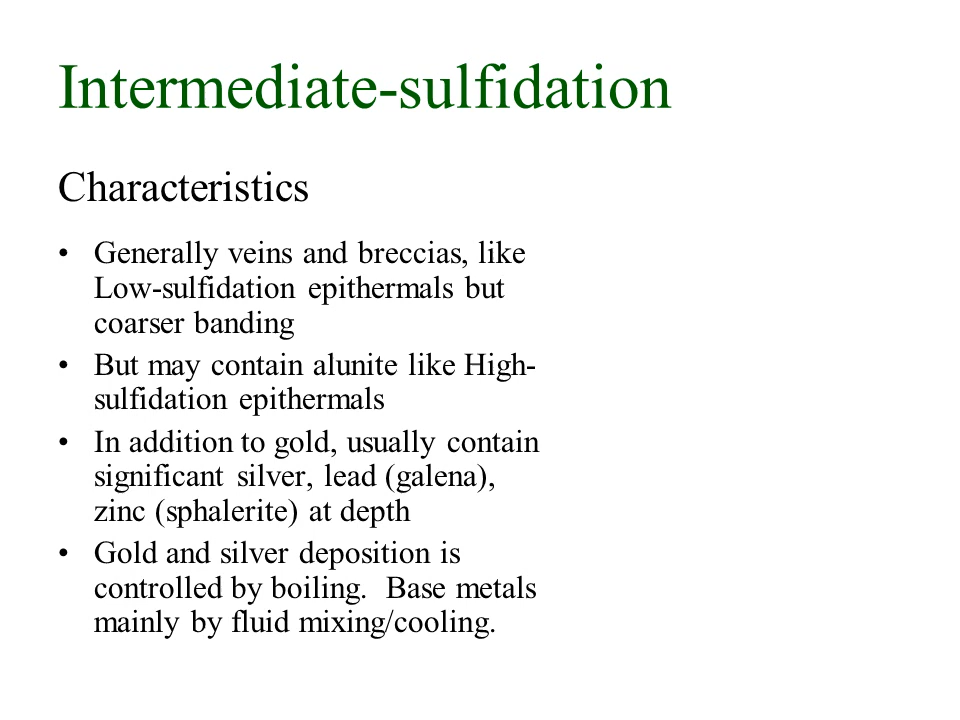 Intermediate-sulfidation
Characteristics
• Generally veins and breccias, like
Low-sulfidation epithermals but
coarser banding
• But may contain alunite like High-
sulfidation epithermals
• In addition to gold, usually contain
significant silver, lead (galena),
zinc (sphalerite) at depth
• Gold and silver deposition is
controlled by boiling.  Base metals
mainly by fluid mixing/cooling.